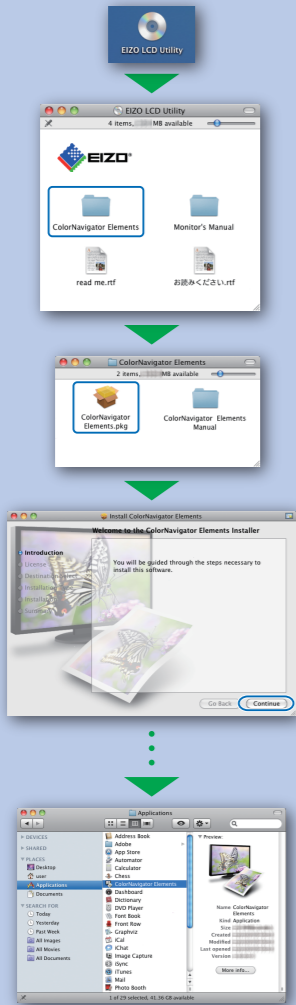 EIZO LCD Utility
EIZO LCD Utility
4 items, MB available
EIZO
ColorNavigator Elements
Monitor's Manual
read me.rtf
お読みください.rtf
ColorNavigator Elements
2 items, MB available
ColorNavigator
Elements.pkg
ColorNavigator Elements
Manual
Install ColorNavigator Elements
Welcome to the ColorNavigator Elements Installer
Introduction
License
Destination Select
Installation
Installation
Summary
You will be guided through the steps necessary to
install this software.
Go Back
Continue
Applications
DEVICES
SHARED
PLACES
Desktop
user
Applications
Documents
SEARCH FOR
Today
Yesterday
Past Week
All Images
All Movies
All Documents
Address Book
Adobe
App Store
Automator
Calculator
Chess
ColorNavigator Elements
Dashboard
Dictionary
DVD Player
Font Book
Front Row
Graphviz
iCal
iChat
Image Capture
iSync
iTunes
Mail
Photo Booth
Preview:
Name ColorNavigator
Elements
Kind Application
Size
Created
Modified
Last opened
Version
More info...
1 of 29 selected, 41.36 GB available